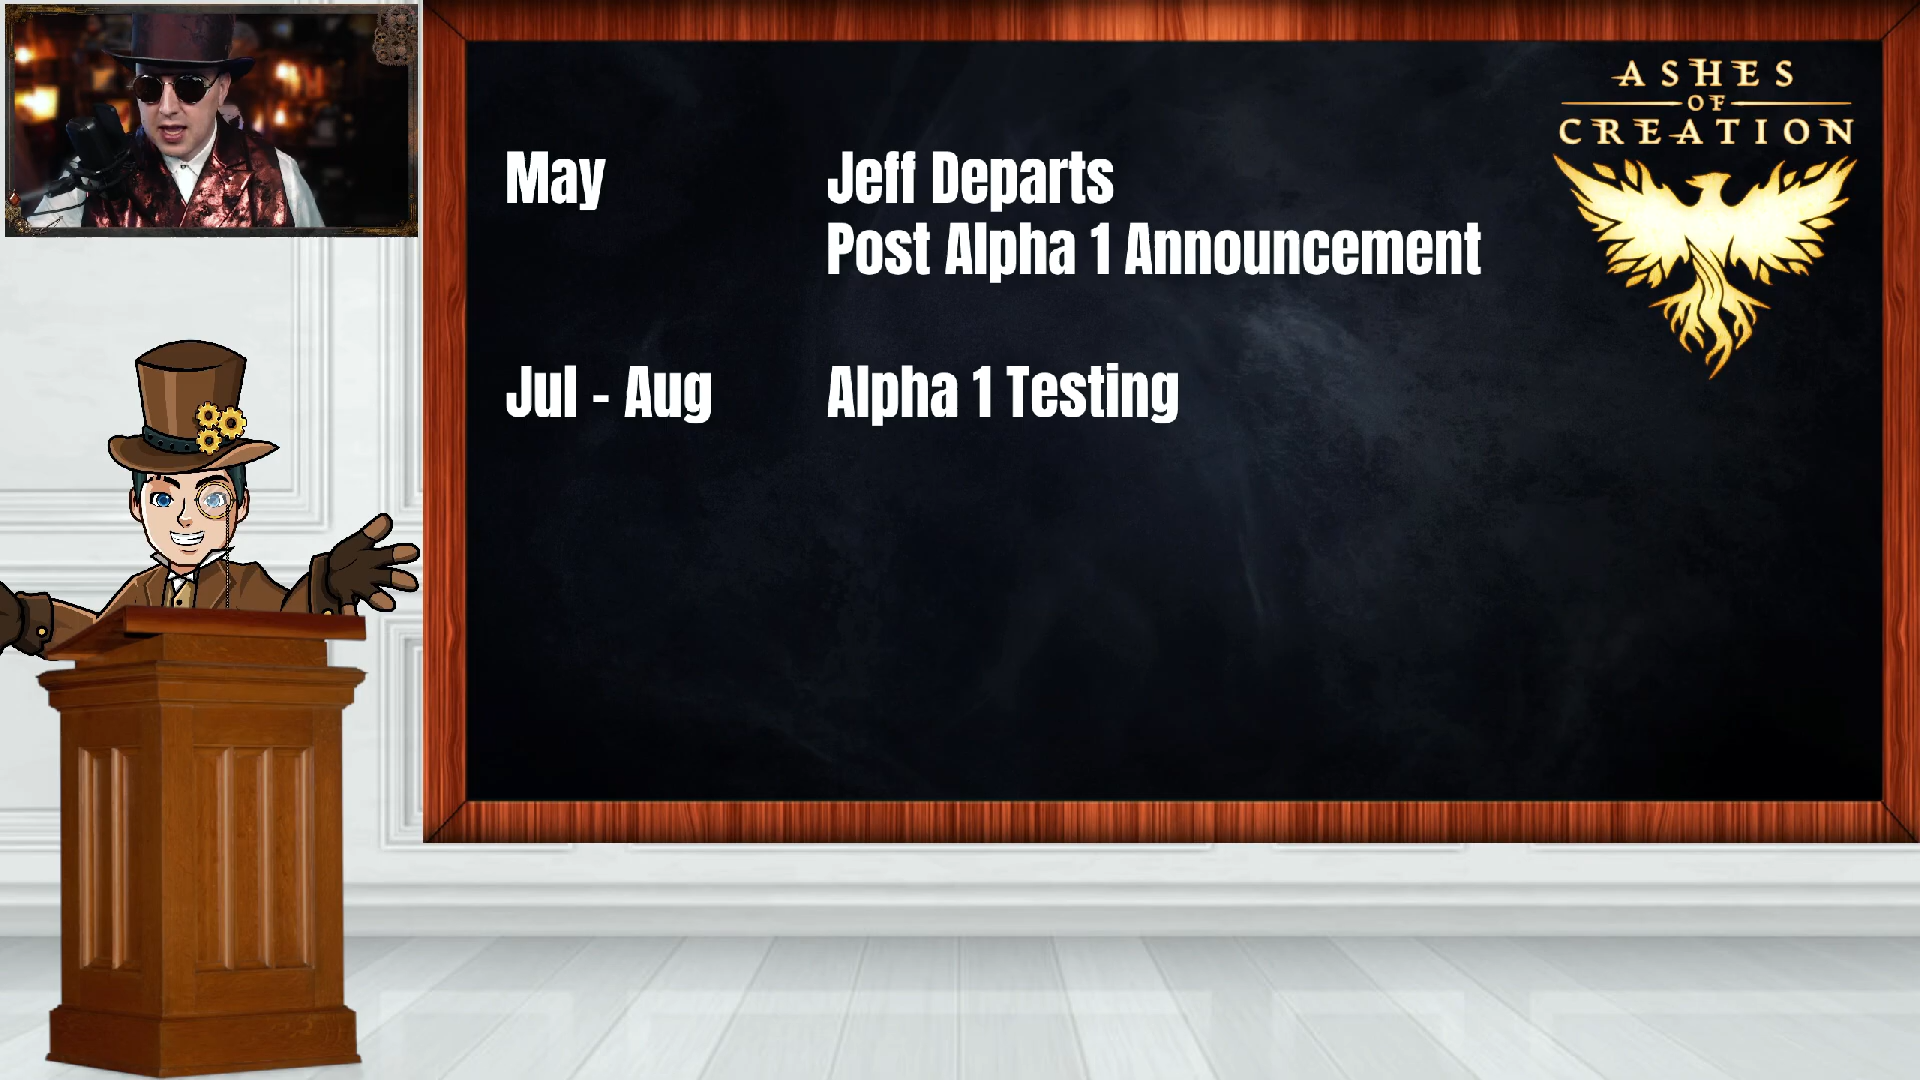 ASHES
OF
CREATION
May Jeff Departs
Post Alpha 1 Announcement
Jul - Aug Alpha 1 Testing